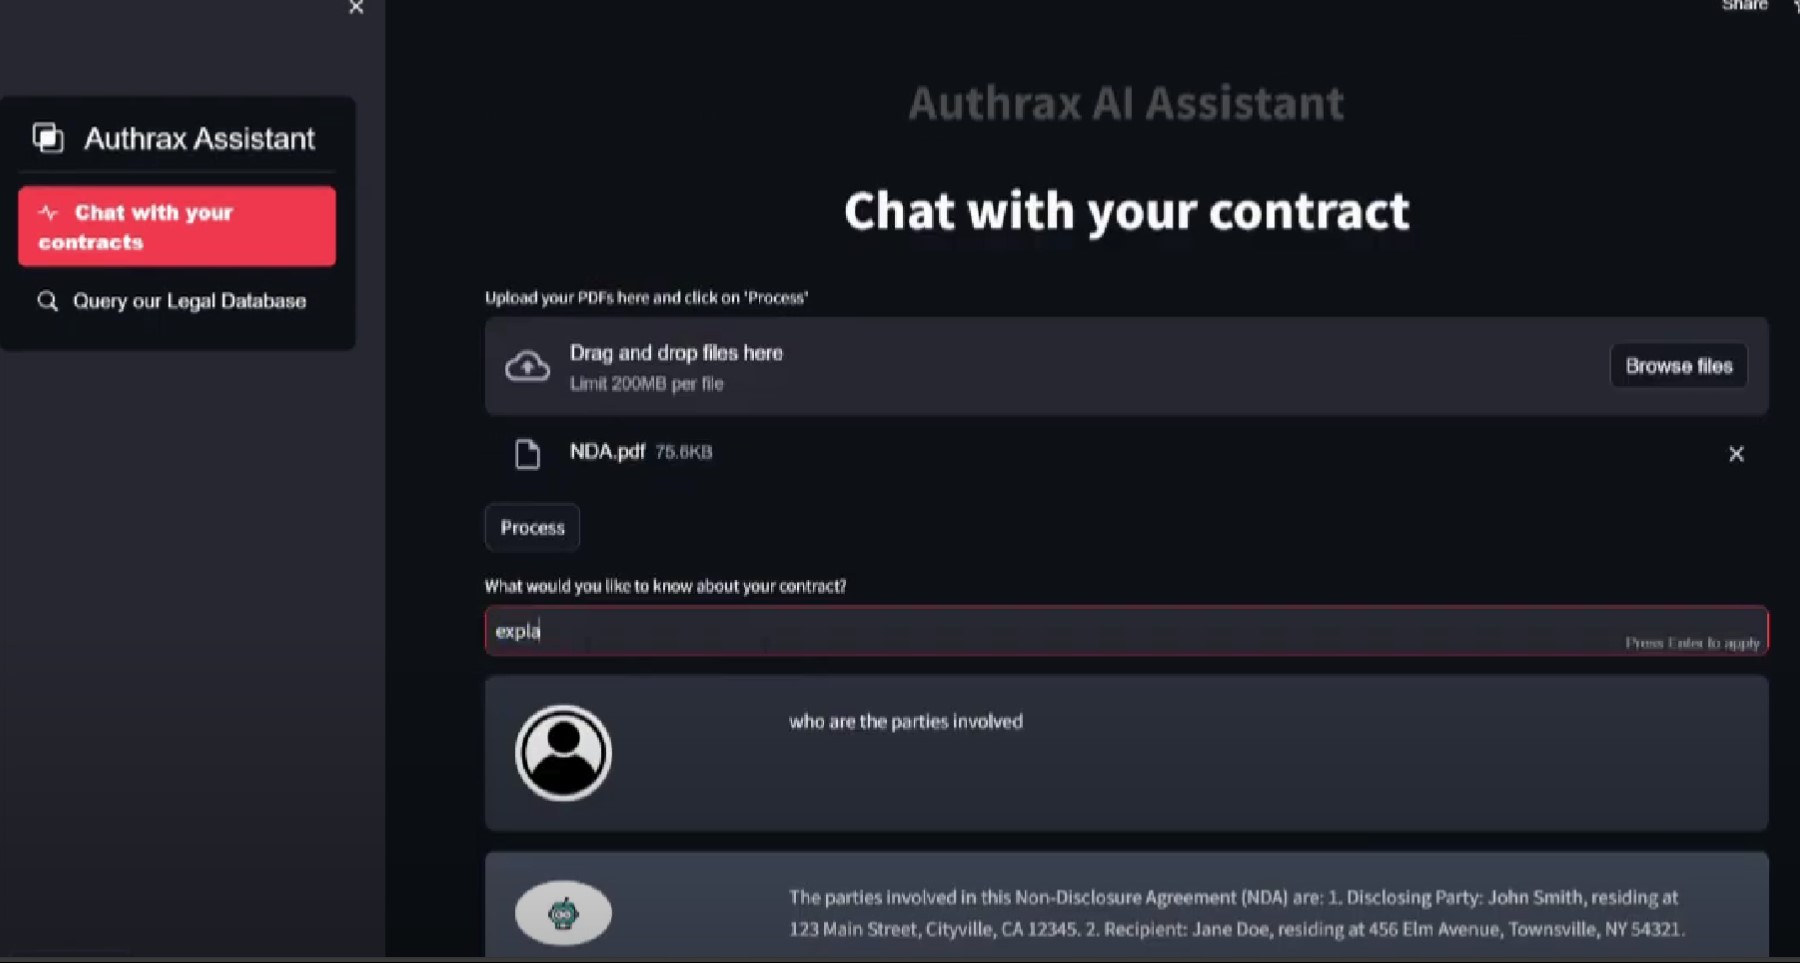 Share
Authrax Assistant
Chat with your
contracts
Query our Legal Database
Authrax AI Assistant
Chat with your contract
Upload your PDFs here and click on 'Process'
Drag and drop files here
Limit 200MB per file
Browse files
NDA.pdf 75.6KB
Process
What would you like to know about your contract?
expla
Press Enter to apply
who are the parties involved
The parties involved in this Non-Disclosure Agreement (NDA) are: 1. Disclosing Party: John Smith, residing at
123 Main Street, Cityville, CA 12345. 2. Recipient: Jane Doe, residing at 456 Elm Avenue, Townsville, NY 54321.